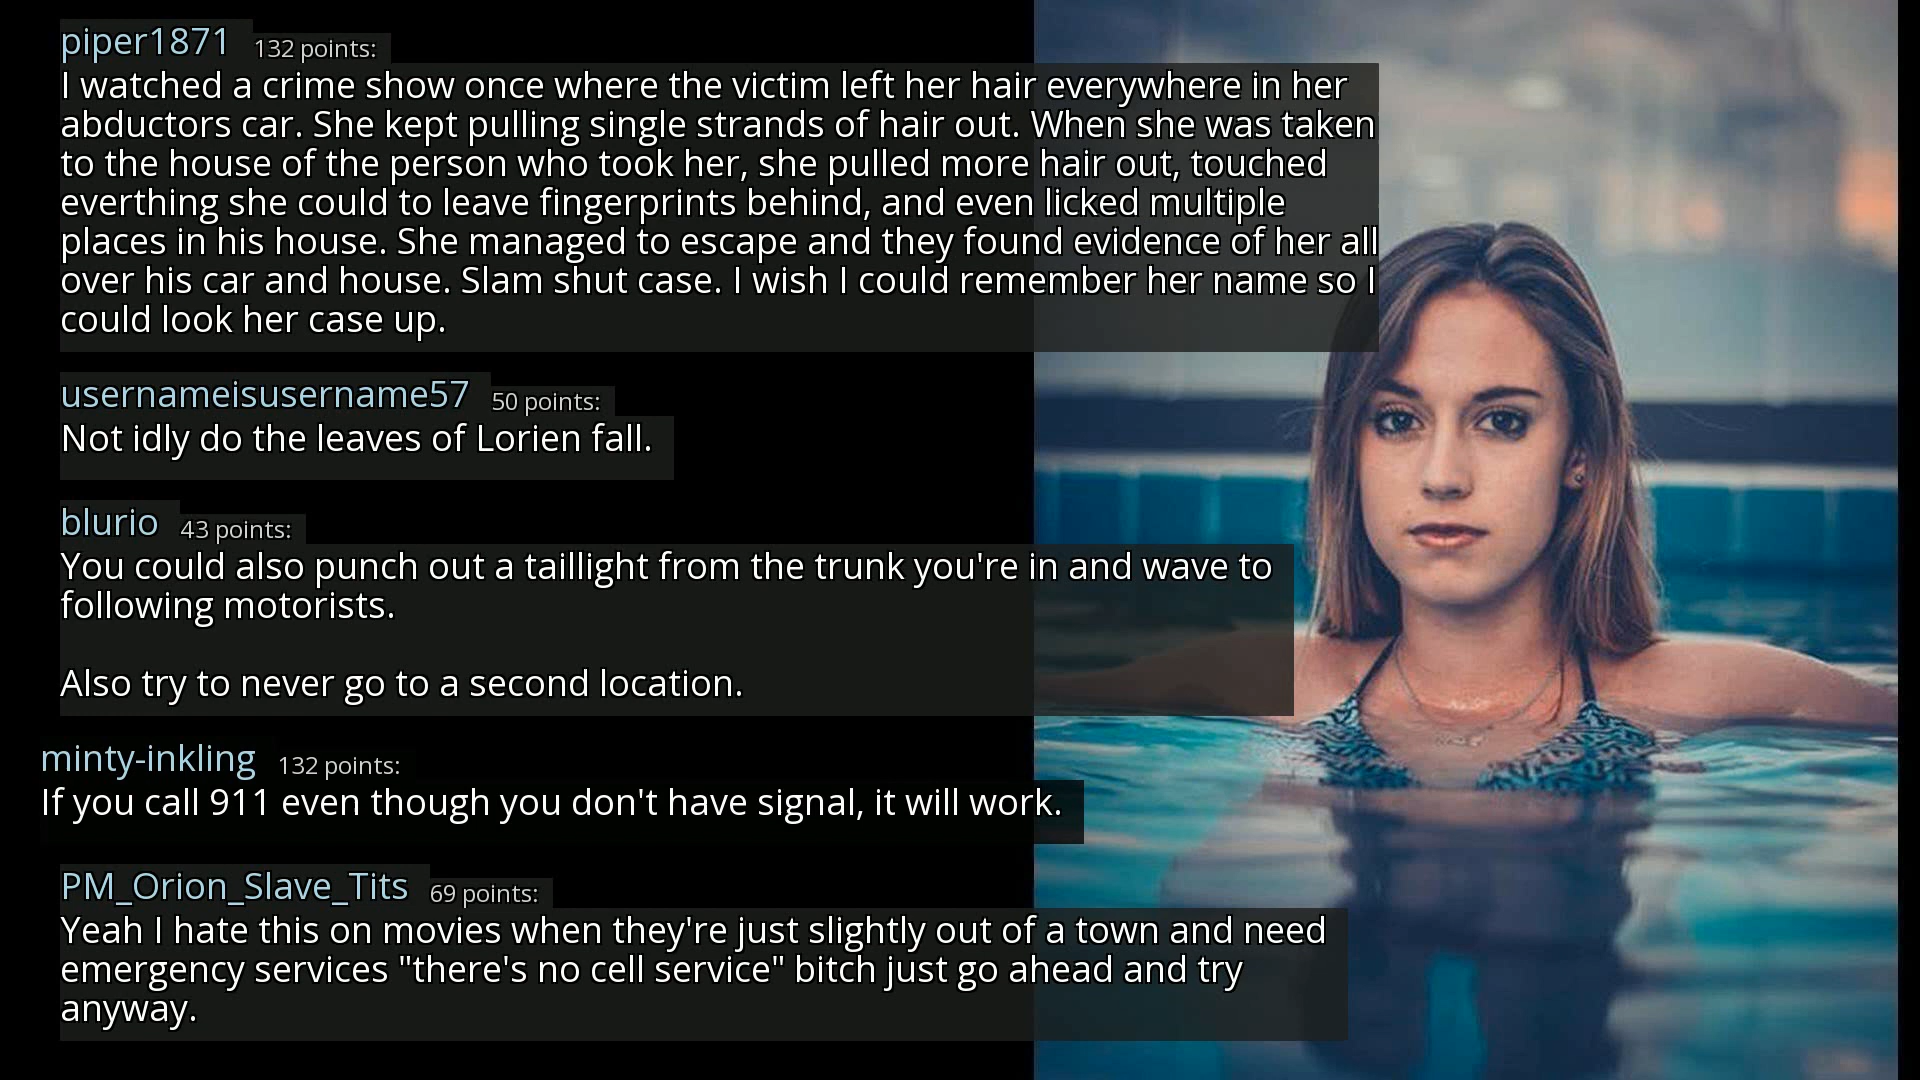 piper1871 132 points:
I watched a crime show once where the victim left her hair everywhere in her
abductors car. She kept pulling single strands of hair out. When she was taken
to the house of the person who took her, she pulled more hair out, touched
everthing she could to leave fingerprints behind, and even licked multiple
places in his house. She managed to escape and they found evidence of her all
over his car and house. Slam shut case. I wish I could remember her name so I
could look her case up.
usernameisusername57 50 points:
Not idly do the leaves of Lorien fall.
blurio 43 points:
You could also punch out a taillight from the trunk you're in and wave to
following motorists.
Also try to never go to a second location.
minty-inkling 132 points:
If you call 911 even though you don't have signal, it will work.
PM_Orion_Slave_Tits 69 points:
Yeah I hate this on movies when they're just slightly out of a town and need
emergency services "there's no cell service" bitch just go ahead and try
anyway.